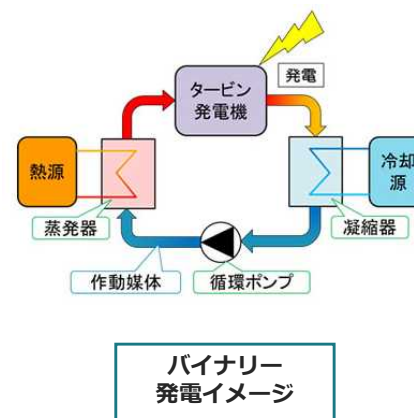 発電
タービン
発電機
熱源
冷却
源
蒸発器
凝縮器
作動媒体
循環ポンプ
バイナリー
発電イメージ